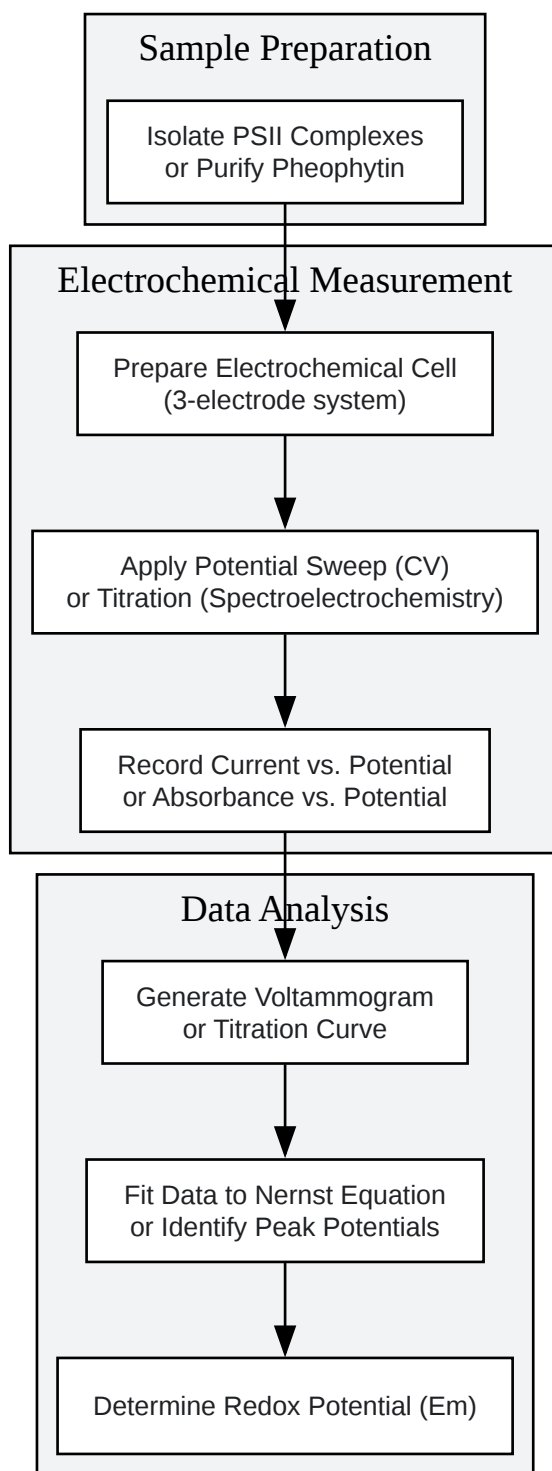 Sample Preparation
Isolate PSII Complexes
or Purify Pheophytin
Electrochemical Measurement
Prepare Electrochemical Cell
(3-electrode system)
Apply Potential Sweep (CV)
or Titration (Spectroelectrochemistry)
Record Current vs. Potential
or Absorbance vs. Potential
Data Analysis
Generate Voltammogram
or Titration Curve
Fit Data to Nernst Equation
or Identify Peak Potentials
Determine Redox Potential (Em)